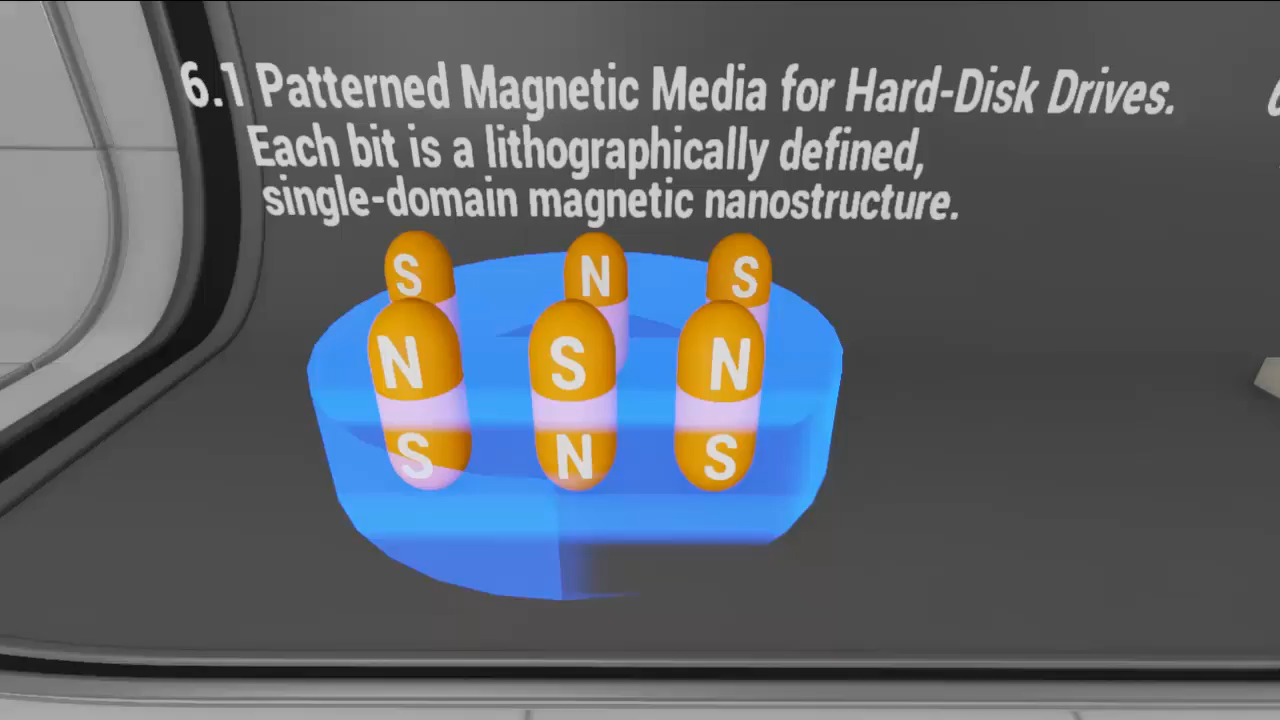 6.1 Patterned Magnetic Media for Hard-Disk Drives.
Each bit is a lithographically defined,
single-domain magnetic nanostructure.
S N S
N S N
S N S